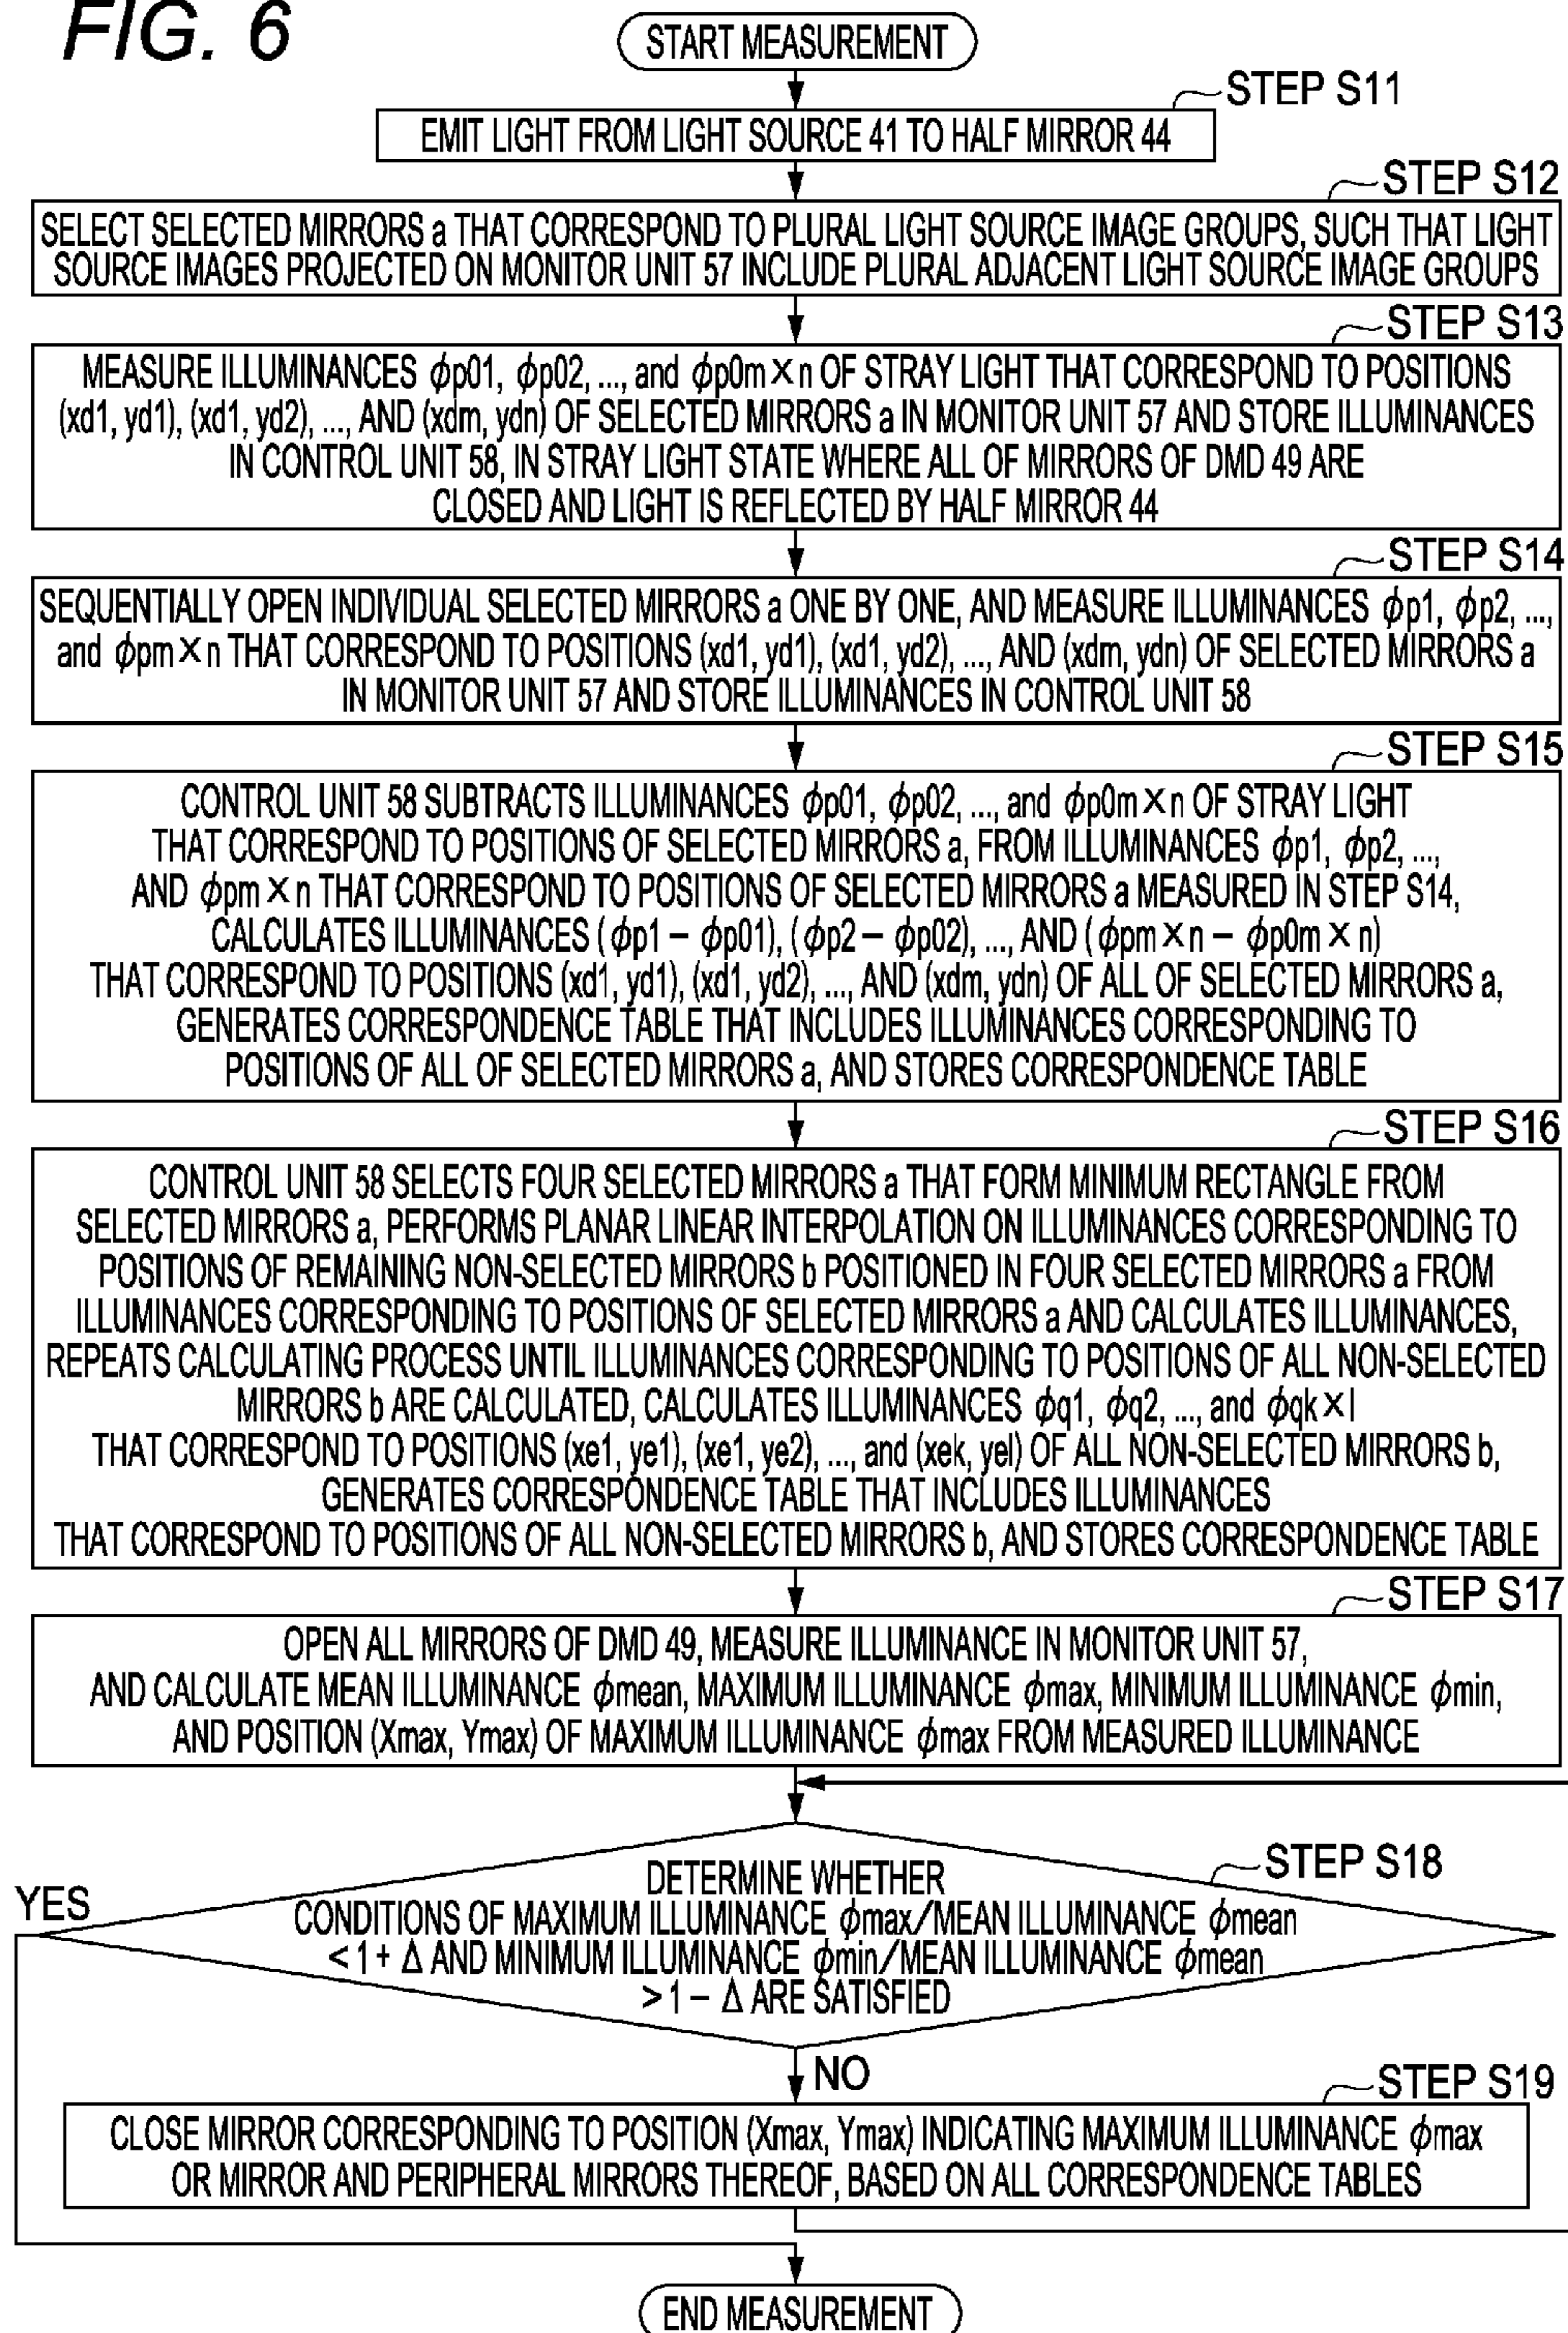 FIG. 6
START MEASUREMENT
STEP S11
EMIT LIGHT FROM LIGHT SOURCE 41 TO HALF MIRROR 44
STEP S12
SELECT SELECTED MIRRORS a THAT CORRESPOND TO PLURAL LIGHT SOURCE IMAGE GROUPS, SUCH THAT LIGHT
SOURCE IMAGES PROJECTED ON MONITOR UNIT 57 INCLUDE PLURAL ADJACENT LIGHT SOURCE IMAGE GROUPS
STEP S13
MEASURE ILLUMINANCES ϕp01, ϕp02, ..., and ϕp0m×n OF STRAY LIGHT THAT CORRESPOND TO POSITIONS
(xd1, yd1), (xd1, yd2), ..., AND (xdm, ydn) OF SELECTED MIRRORS a IN MONITOR UNIT 57 AND STORE ILLUMINANCES
IN CONTROL UNIT 58, IN STRAY LIGHT STATE WHERE ALL OF MIRRORS OF DMD 49 ARE
CLOSED AND LIGHT IS REFLECTED BY HALF MIRROR 44
STEP S14
SEQUENTIALLY OPEN INDIVIDUAL SELECTED MIRRORS a ONE BY ONE, AND MEASURE ILLUMINANCES ϕp1, ϕp2, ...,
and ϕpm×n THAT CORRESPOND TO POSITIONS (xd1, yd1), (xd1, yd2), ..., AND (xdm, ydn) OF SELECTED MIRRORS a
IN MONITOR UNIT 57 AND STORE ILLUMINANCES IN CONTROL UNIT 58
STEP S15
CONTROL UNIT 58 SUBTRACTS ILLUMINANCES ϕp01, ϕp02, ..., and ϕp0m×n OF STRAY LIGHT
THAT CORRESPOND TO POSITIONS OF SELECTED MIRRORS a, FROM ILLUMINANCES ϕp1, ϕp2, ...,
AND ϕpm×n THAT CORRESPOND TO POSITIONS OF SELECTED MIRRORS a MEASURED IN STEP S14,
CALCULATES ILLUMINANCES (ϕp1 – ϕp01), (ϕp2 – ϕp02), ..., AND (ϕpm×n – ϕp0m×n)
THAT CORRESPOND TO POSITIONS (xd1, yd1), (xd1, yd2), ..., AND (xdm, ydn) OF ALL OF SELECTED MIRRORS a,
GENERATES CORRESPONDENCE TABLE THAT INCLUDES ILLUMINANCES CORRESPONDING TO
POSITIONS OF ALL OF SELECTED MIRRORS a, AND STORES CORRESPONDENCE TABLE
STEP S16
CONTROL UNIT 58 SELECTS FOUR SELECTED MIRRORS a THAT FORM MINIMUM RECTANGLE FROM
SELECTED MIRRORS a, PERFORMS PLANAR LINEAR INTERPOLATION ON ILLUMINANCES CORRESPONDING TO
POSITIONS OF REMAINING NON-SELECTED MIRRORS b POSITIONED IN FOUR SELECTED MIRRORS a FROM
ILLUMINANCES CORRESPONDING TO POSITIONS OF SELECTED MIRRORS a AND CALCULATES ILLUMINANCES,
REPEATS CALCULATING PROCESS UNTIL ILLUMINANCES CORRESPONDING TO POSITIONS OF ALL NON-SELECTED
MIRRORS b ARE CALCULATED, CALCULATES ILLUMINANCES ϕq1, ϕq2, ..., and ϕqk×l
THAT CORRESPOND TO POSITIONS (xe1, ye1), (xe1, ye2), ..., and (xek, yel) OF ALL NON-SELECTED MIRRORS b,
GENERATES CORRESPONDENCE TABLE THAT INCLUDES ILLUMINANCES
THAT CORRESPOND TO POSITIONS OF ALL NON-SELECTED MIRRORS b, AND STORES CORRESPONDENCE TABLE
STEP S17
OPEN ALL MIRRORS OF DMD 49, MEASURE ILLUMINANCE IN MONITOR UNIT 57,
AND CALCULATE MEAN ILLUMINANCE ϕmean, MAXIMUM ILLUMINANCE ϕmax, MINIMUM ILLUMINANCE ϕmin,
AND POSITION (Xmax, Ymax) OF MAXIMUM ILLUMINANCE ϕmax FROM MEASURED ILLUMINANCE
STEP S18
YES
DETERMINE WHETHER
CONDITIONS OF MAXIMUM ILLUMINANCE ϕmax/MEAN ILLUMINANCE ϕmean
< 1 + Δ AND MINIMUM ILLUMINANCE ϕmin/MEAN ILLUMINANCE ϕmean
> 1 – Δ ARE SATISFIED
NO
STEP S19
CLOSE MIRROR CORRESPONDING TO POSITION (Xmax, Ymax) INDICATING MAXIMUM ILLUMINANCE ϕmax
OR MIRROR AND PERIPHERAL MIRRORS THEREOF, BASED ON ALL CORRESPONDENCE TABLES
END MEASUREMENT